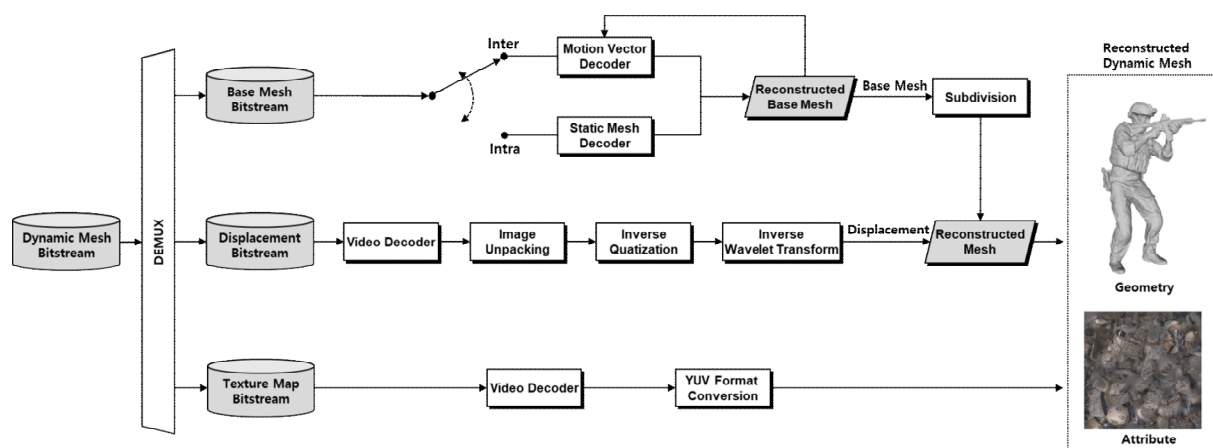 Reconstructed
Dynamic Mesh
Inter
Motion Vector
Decoder
Base Mesh
Bitstream
Reconstructed
Base Mesh
Base Mesh
Subdivision
Intra
Static Mesh
Decoder
Dynamic Mesh
Bitstream
DEMUX
Displacement
Bitstream
Video Decoder
Image
Unpacking
Inverse
Quatization
Inverse
Wavelet Transform
Displacement
Reconstructed
Mesh
Geometry
Texture Map
Bitstream
Video Decoder
YUV Format
Conversion
Attribute